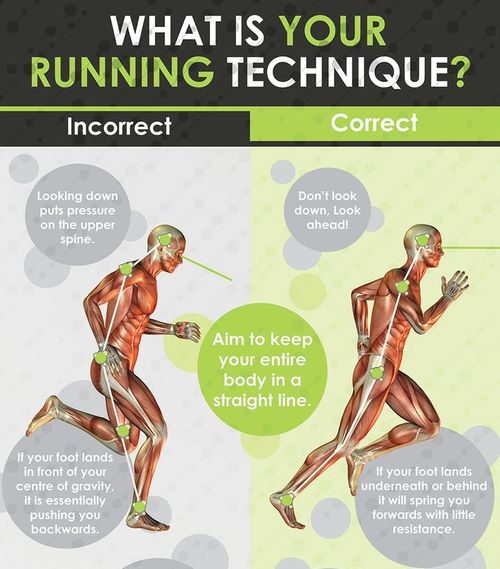 WHAT IS YOUR
RUNNING TECHNIQUE?
Incorrect
Correct
Looking down
puts pressure
on the upper
spine.
Don't look
down, Look
ahead!
Aim to keep
your entire
body in a
straight line.
If your foot lands
in front of your
centre of gravity,
it is essentially
pushing you
backwards.
If your foot lands
underneath or behind
it will spring you
forwards with little
resistance.